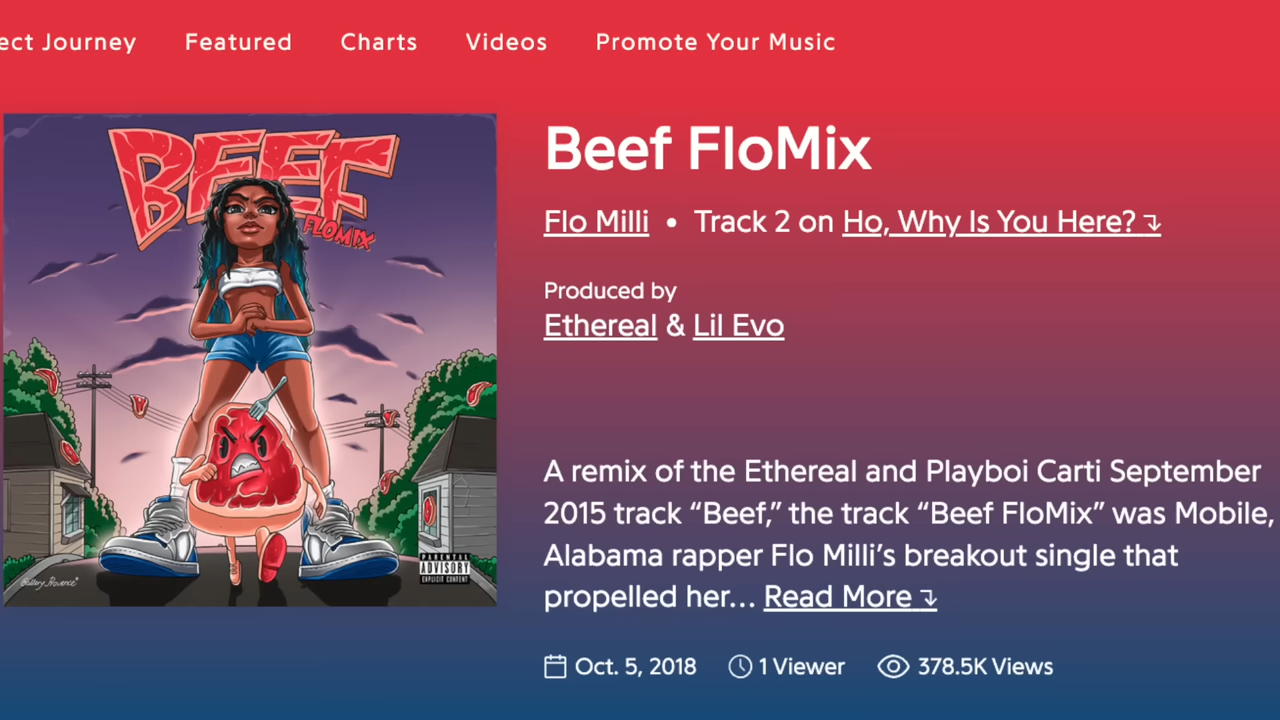 ect Journey Featured Charts Videos Promote Your Music
BEEF
FLOMIX
PARENTAL
ADVISORY
EXPLICIT CONTENT
Beef FloMix
Flo Milli • Track 2 on Ho, Why Is You Here?
Produced by
Ethereal & Lil Evo
A remix of the Ethereal and Playboi Carti September
2015 track “Beef,” the track “Beef FloMix” was Mobile,
Alabama rapper Flo Milli’s breakout single that
propelled her… Read More
Oct. 5, 2018 1 Viewer 378.5K Views